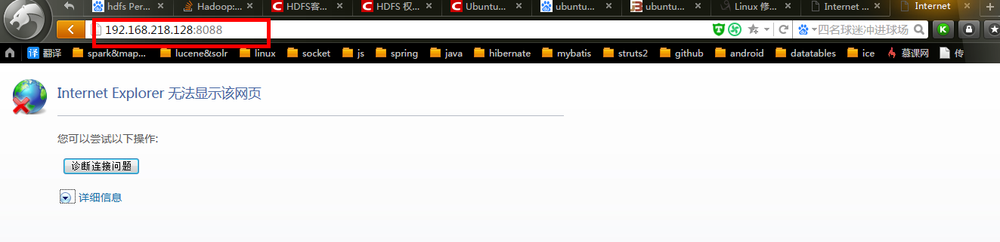 hdfs Per...
Hadoop:...
HDFS客...
HDFS 权...
Ubuntu...
ubuntu...
ubuntu...
Linux 修...
Internet ...
Internet
192.168.218.128:8088
四名球迷冲进球场
译 翻译
spark&map...
lucene&solr
linux
socket
js
spring
java
hibernate
mybatis
struts2
github
android
datatables
ice
慕课网
传
Internet Explorer 无法显示该网页
您可以尝试以下操作:
诊断连接问题
详细信息